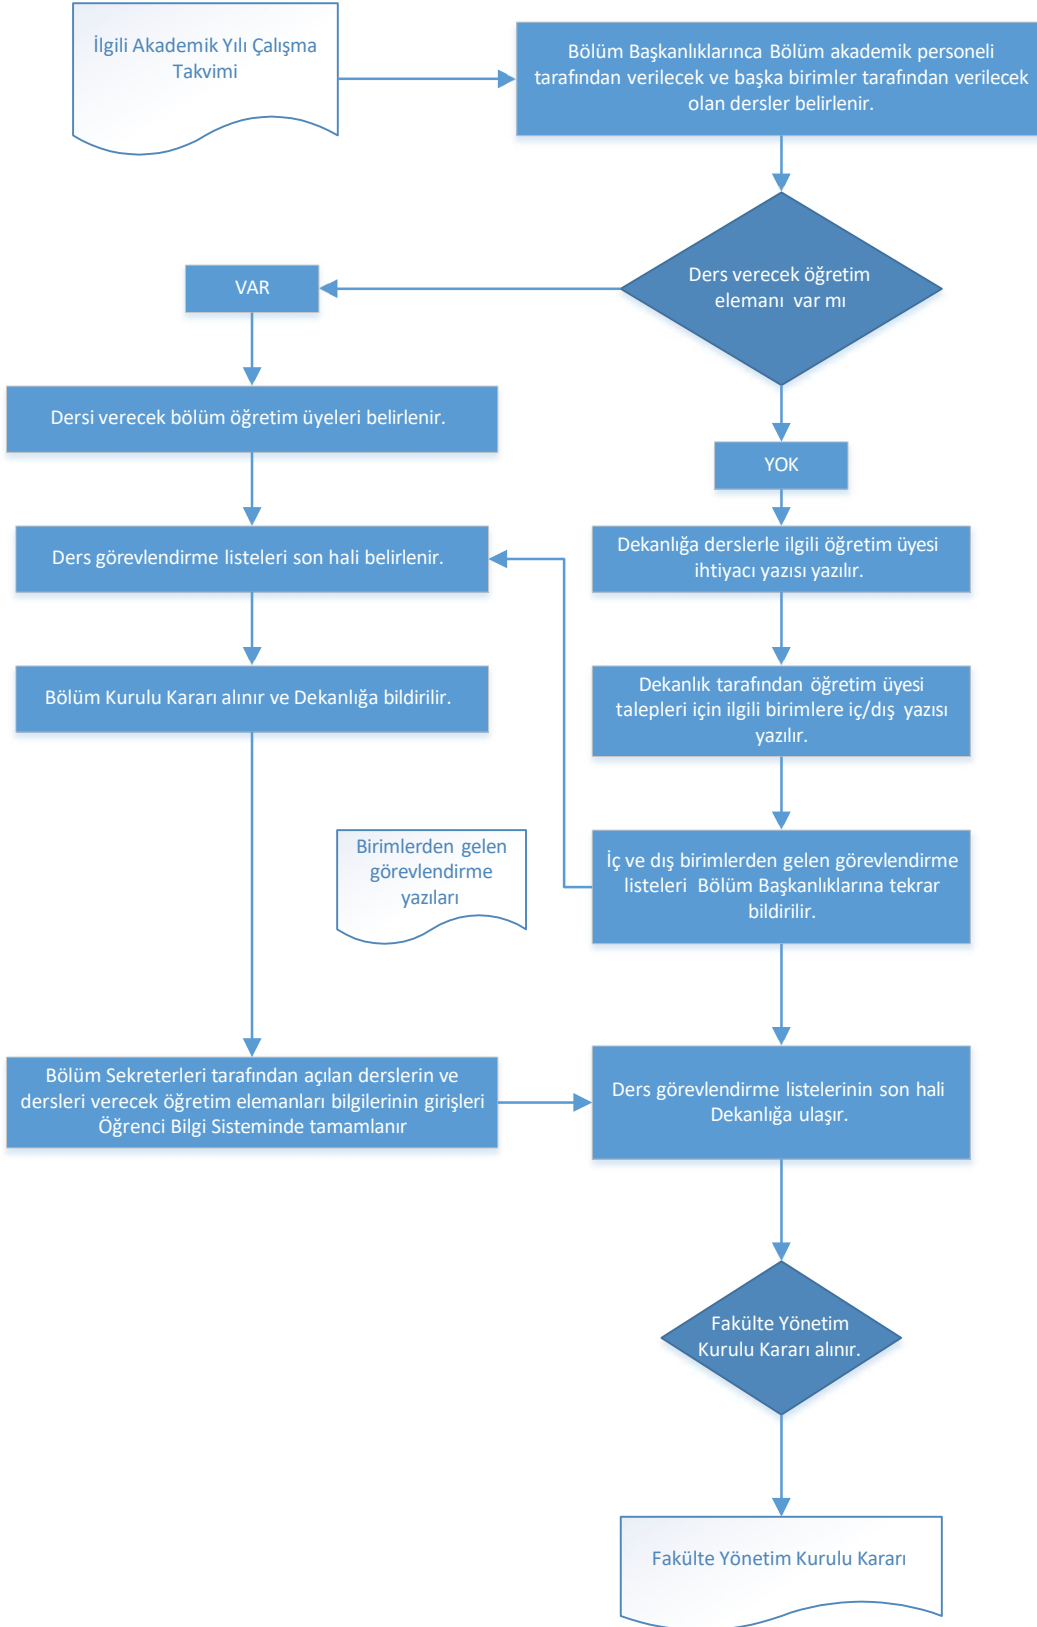 İlgili Akademik Yılı Çalışma
Takvimi
Bölüm Başkanlıklarınca Bölüm akademik personeli
tarafından verilecek ve başka birimler tarafından verilecek
olan dersler belirlenir.
Ders verecek öğretim
elemanı var mı
VAR
Dersi verecek bölüm öğretim üyeleri belirlenir.
YOK
Ders görevlendirme listeleri son hali belirlenir.
Dekanlığa derslerle ilgili öğretim üyesi
ihtiyacı yazısı yazılır.
Bölüm Kurulu Kararı alınır ve Dekanlığa bildirilir.
Dekanlık tarafından öğretim üyesi
talepleri için ilgili birimlere iç/dış yazısı
yazılır.
Birimlerden gelen
görevlendirme
yazıları
İç ve dış birimlerden gelen görevlendirme
listeleri Bölüm Başkanlıklarına tekrar
bildirilir.
Bölüm Sekreterleri tarafından açılan derslerin ve
dersleri verecek öğretim elemanları bilgilerinin girişleri
Öğrenci Bilgi Sisteminde tamamlanır
Ders görevlendirme listelerinin son hali
Dekanlığa ulaşır.
Fakülte Yönetim
Kurulu Kararı alınır.
Fakülte Yönetim Kurulu Kararı